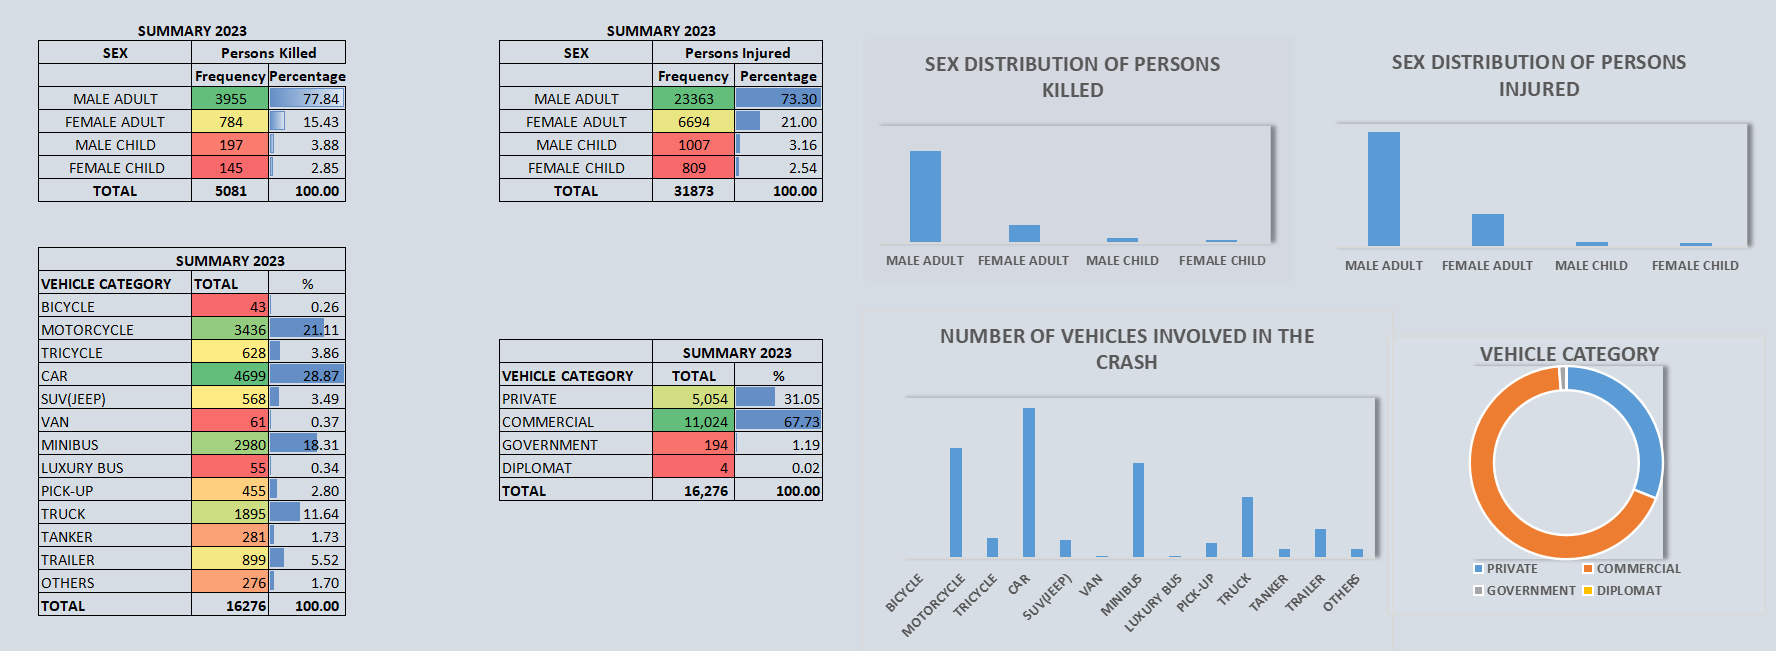 SUMMARY 2023
SEX Persons Killed
Frequency Percentage
MALE ADULT 3955 77.84
FEMALE ADULT 784 15.43
MALE CHILD 197 3.88
FEMALE CHILD 145 2.85
TOTAL 5081 100.00
SUMMARY 2023
SEX Persons Injured
Frequency Percentage
MALE ADULT 23363 73.30
FEMALE ADULT 6694 21.00
MALE CHILD 1007 3.16
FEMALE CHILD 809 2.54
TOTAL 31873 100.00
SEX DISTRIBUTION OF PERSONS
KILLED
MALE ADULT FEMALE ADULT MALE CHILD FEMALE CHILD
SEX DISTRIBUTION OF PERSONS
INJURED
MALE ADULT FEMALE ADULT MALE CHILD FEMALE CHILD
SUMMARY 2023
VEHICLE CATEGORY TOTAL %
BICYCLE 43 0.26
MOTORCYCLE 3436 21.11
TRICYCLE 628 3.86
CAR 4699 28.87
SUV(JEEP) 568 3.49
VAN 61 0.37
MINIBUS 2980 18.31
LUXURY BUS 55 0.34
PICK-UP 455 2.80
TRUCK 1895 11.64
TANKER 281 1.73
TRAILER 899 5.52
OTHERS 276 1.70
TOTAL 16276 100.00
SUMMARY 2023
VEHICLE CATEGORY TOTAL %
PRIVATE 5,054 31.05
COMMERCIAL 11,024 67.73
GOVERNMENT 194 1.19
DIPLOMAT 4 0.02
TOTAL 16,276 100.00
NUMBER OF VEHICLES INVOLVED IN THE
CRASH
BICYCLE
MOTORCYCLE
TRICYCLE
CAR
SUV(JEEP)
VAN
MINIBUS
LUXURY BUS
PICK-UP
TRUCK
TANKER
TRAILER
OTHERS
VEHICLE CATEGORY
PRIVATE COMMERCIAL
GOVERNMENT DIPLOMAT